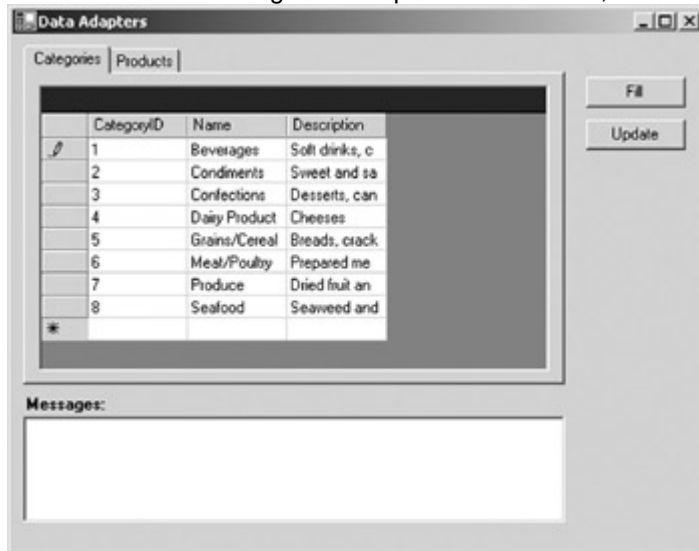 Data Adapters
Categories Products
Fill
Update
CategoryID Name Description
1 Beverages Soft drinks, c
2 Condiments Sweet and sa
3 Confections Desserts, can
4 Dairy Product Cheeses
5 Grains/Cereal Breads, crack
6 Meat/Poultry Prepared me
7 Produce Dried fruit an
8 Seafood Seaweed and
Messages: